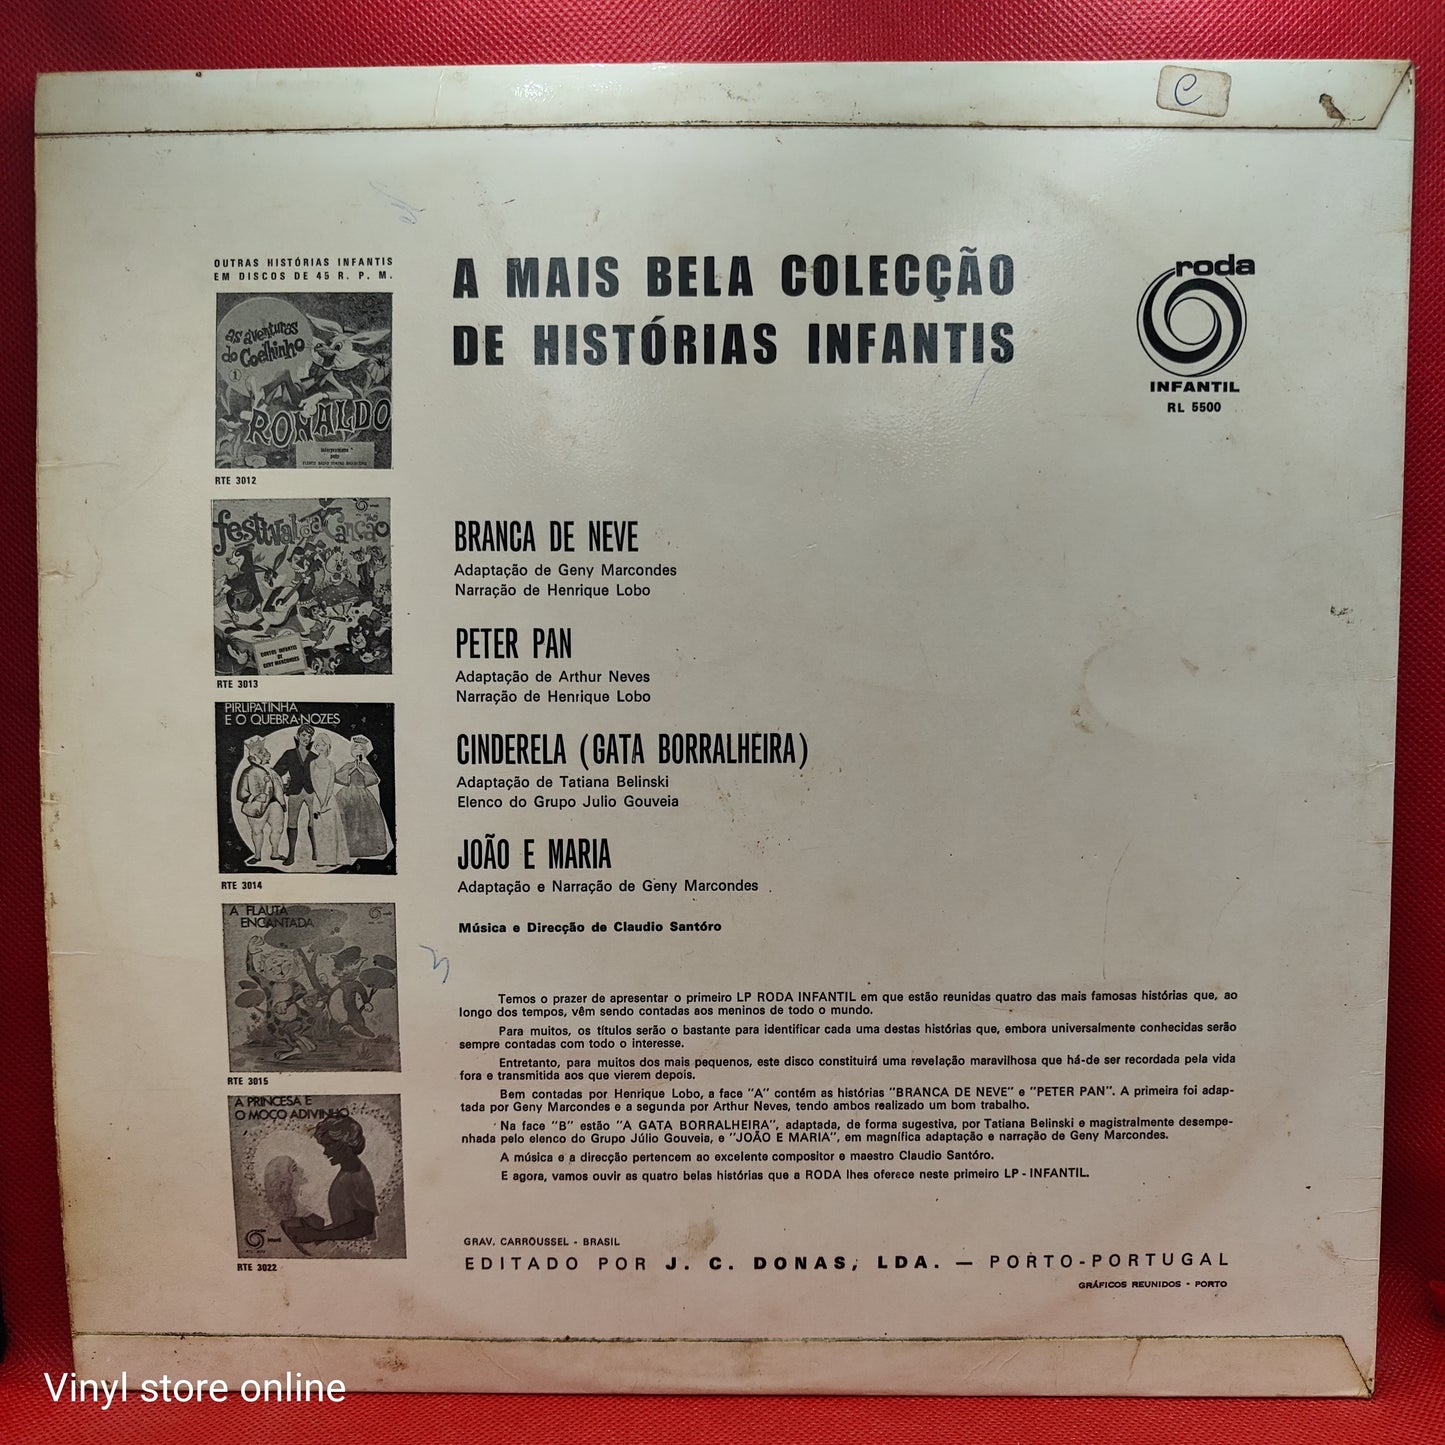 e
OUTRAS HISTÓRIAS INFANTIS
EM DISCOS DE 45 R. P. M.
as aventuras
do Coelhinho
1
RONALDO
RTE 3012
festival da Canção
CONTOS INFANTIS
DE
GENY MARCONDES
RTE 3013
PIRLIPATINHA
E O QUEBRA-NOZES
RTE 3014
A FLAUTA
ENCANTADA
RTE 3015
A PRINCESA E
O MOÇO ADIVINHO
RTE 3022
A MAIS BELA COLECÇÃO
DE HISTÓRIAS INFANTIS
roda
INFANTIL
RL 5500
BRANCA DE NEVE
Adaptação de Geny Marcondes
Narração de Henrique Lobo
PETER PAN
Adaptação de Arthur Neves
Narração de Henrique Lobo
CINDERELA (GATA BORRALHEIRA)
Adaptação de Tatiana Belinski
Elenco do Grupo Julio Gouveia
JOÃO E MARIA
Adaptação e Narração de Geny Marcondes
Música e Direcção de Claudio Santóro
Temos o prazer de apresentar o primeiro LP RODA INFANTIL em que estão reunidas quatro das mais famosas histórias que, ao
longo dos tempos, vêm sendo contadas aos meninos de todo o mundo.
Para muitos, os títulos serão o bastante para identificar cada uma destas histórias que, embora universalmente conhecidas serão
sempre contadas com todo o interesse.
Entretanto, para muitos dos mais pequenos, este disco constituirá uma revelação maravilhosa que há-de ser recordada pela vida
fora e transmitida aos que vierem depois.
Bem contadas por Henrique Lobo, a face "A" contém as histórias "BRANCA DE NEVE" e "PETER PAN". A primeira foi adap-
tada por Geny Marcondes e a segunda por Arthur Neves, tendo ambos realizado um bom trabalho.
Na face "B" estão "A GATA BORRALHEIRA", adaptada, de forma sugestiva, por Tatiana Belinski e magistralmente desempe-
nhada pelo elenco do Grupo Júlio Gouveia, e "JOÃO E MARIA", em magnífica adaptação e narração de Geny Marcondes.
A música e a direcção pertencem ao excelente compositor e maestro Claudio Santóro.
E agora, vamos ouvir as quatro belas histórias que a RODA lhes oferece neste primeiro LP - INFANTIL.
GRAV. CARROUSSEL - BRASIL
EDITADO POR J. C. DONAS, LDA. — PORTO-PORTUGAL
GRÁFICOS REUNIDOS - PORTO
Vinyl store online